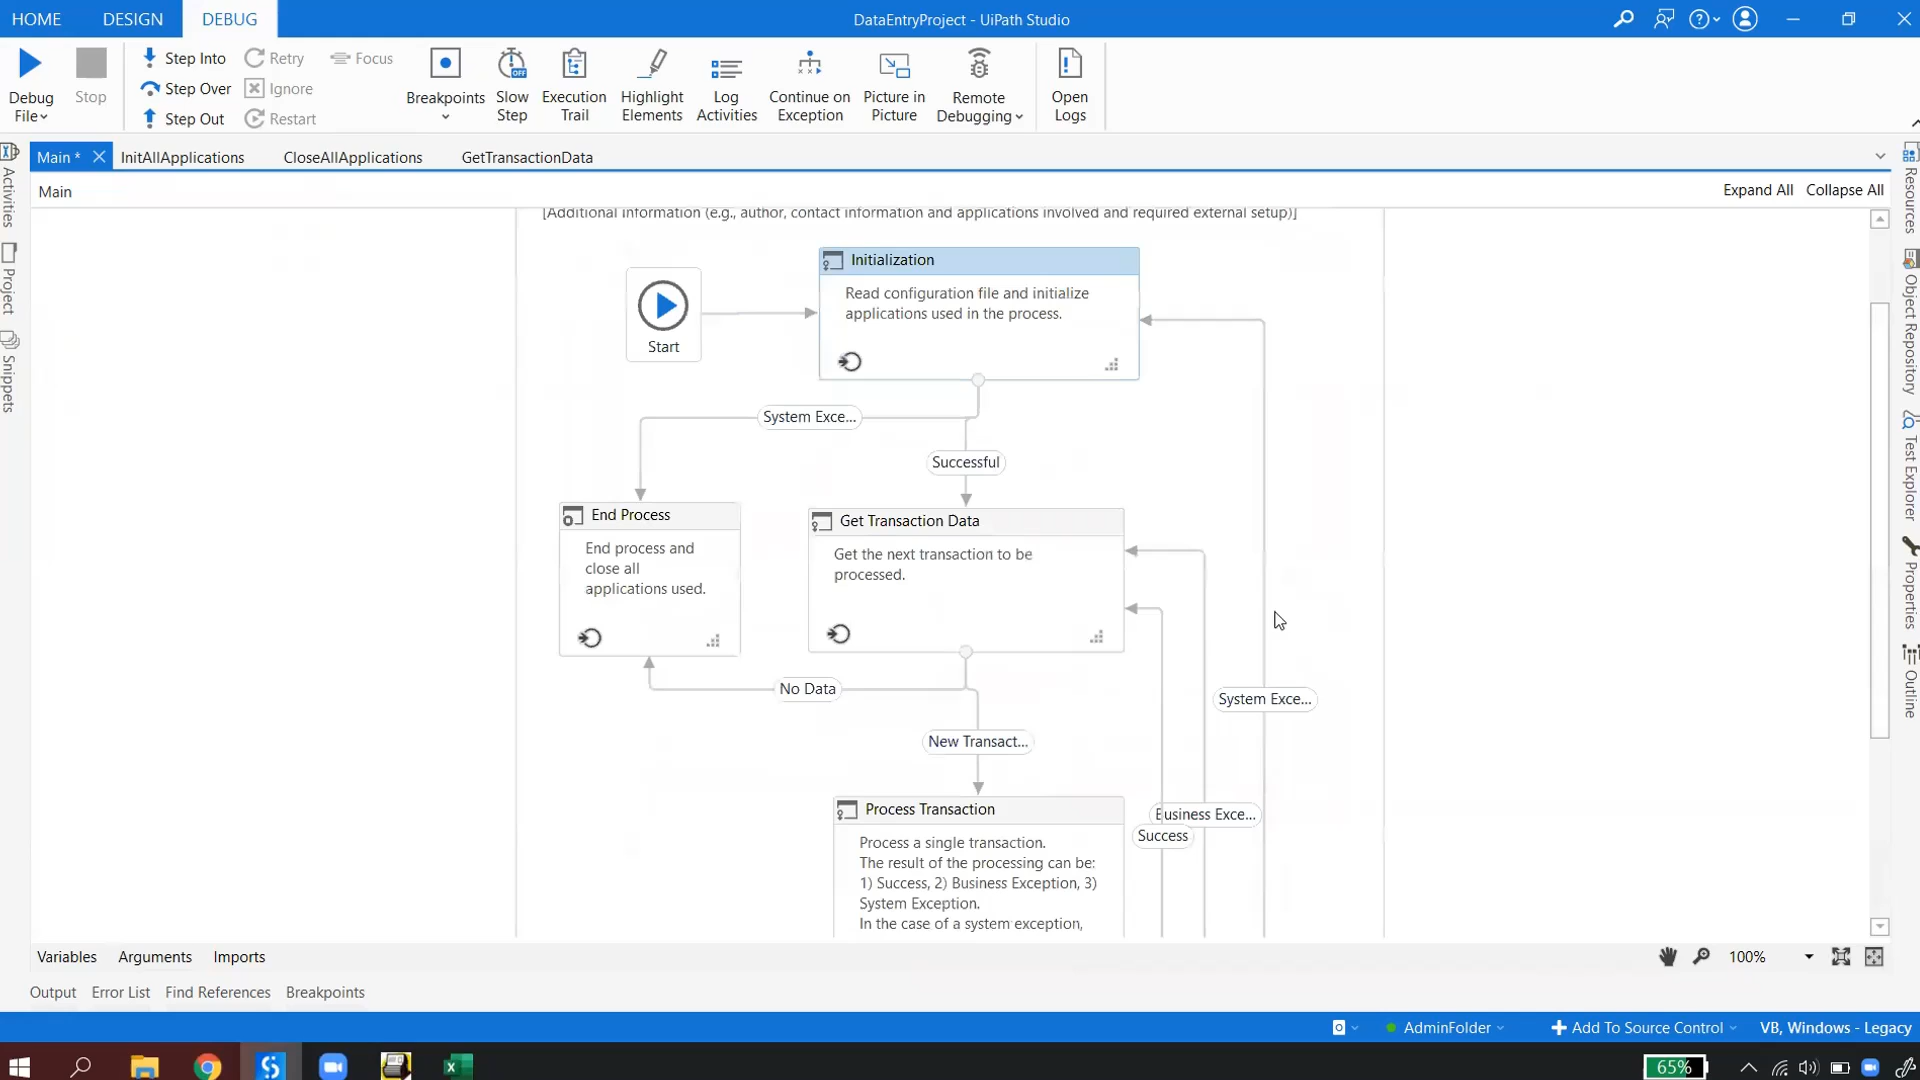 HOME DESIGN DEBUG DataEntryProject - UiPath Studio
Debug File
Stop
Step Into
Step Over
Step Out
Retry
Ignore
Restart
Focus
Breakpoints
Slow Step
OFF
Execution Trail
Highlight Elements
Log Activities
Continue on Exception
Picture in Picture
Remote Debugging
Open Logs
Main * InitAllApplications CloseAllApplications GetTransactionData
Main Expand All Collapse All
Activities
Project
Snippets
Resources
Object Repository
Test Explorer
Properties
Outline
[Additional information (e.g., author, contact information and applications involved and required external setup)]
Start
Initialization
Read configuration file and initialize
applications used in the process.
System Exce...
Successful
End Process
End process and
close all
applications used.
Get Transaction Data
Get the next transaction to be
processed.
No Data
New Transact...
System Exce...
Business Exce...
Success
Process Transaction
Process a single transaction.
The result of the processing can be:
1) Success, 2) Business Exception, 3)
System Exception.
In the case of a system exception,
Variables Arguments Imports 100%
Output Error List Find References Breakpoints
AdminFolder Add To Source Control VB, Windows - Legacy
65%